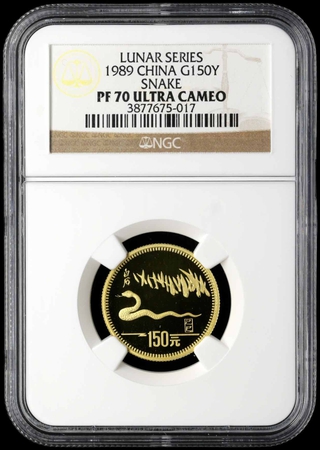 LUNAR SERIES
1989 CHINA G150Y
SNAKE
PF 70 ULTRA CAMEO
3877675-017
NGC
150元